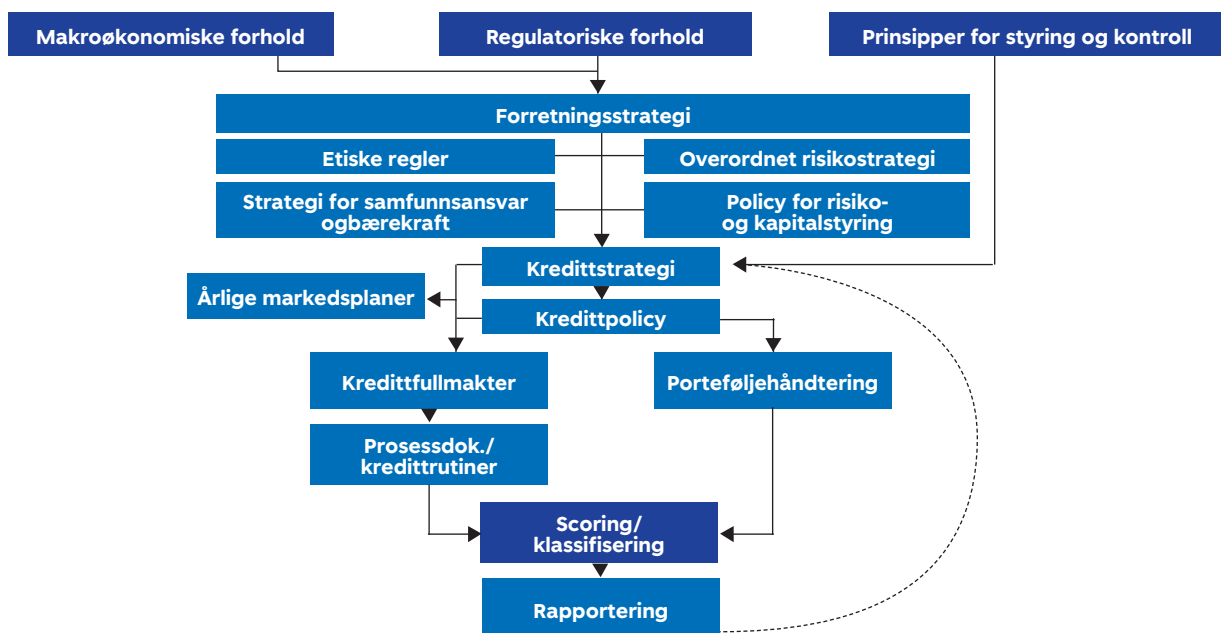 Makroøkonomiske forhold
Regulatoriske forhold
Prinsipper for styring og kontroll
Forretningsstrategi
Etiske regler
Overordnet risikostrategi
Strategi for samfunnsansvar
ogbærekraft
Policy for risiko-
og kapitalstyring
Kredittstrategi
Årlige markedsplaner
Kredittpolicy
Kredittfullmakter
Porteføljehåndtering
Prosessdok./
kredittrutiner
Scoring/
klassifisering
Rapportering